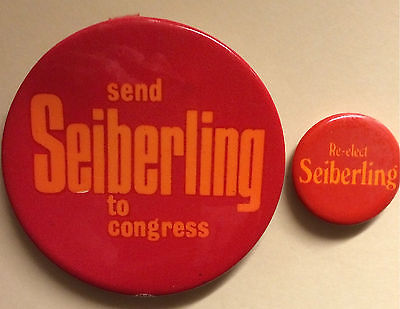 send
Seiberling
to
congress
Re-elect
Seiberling